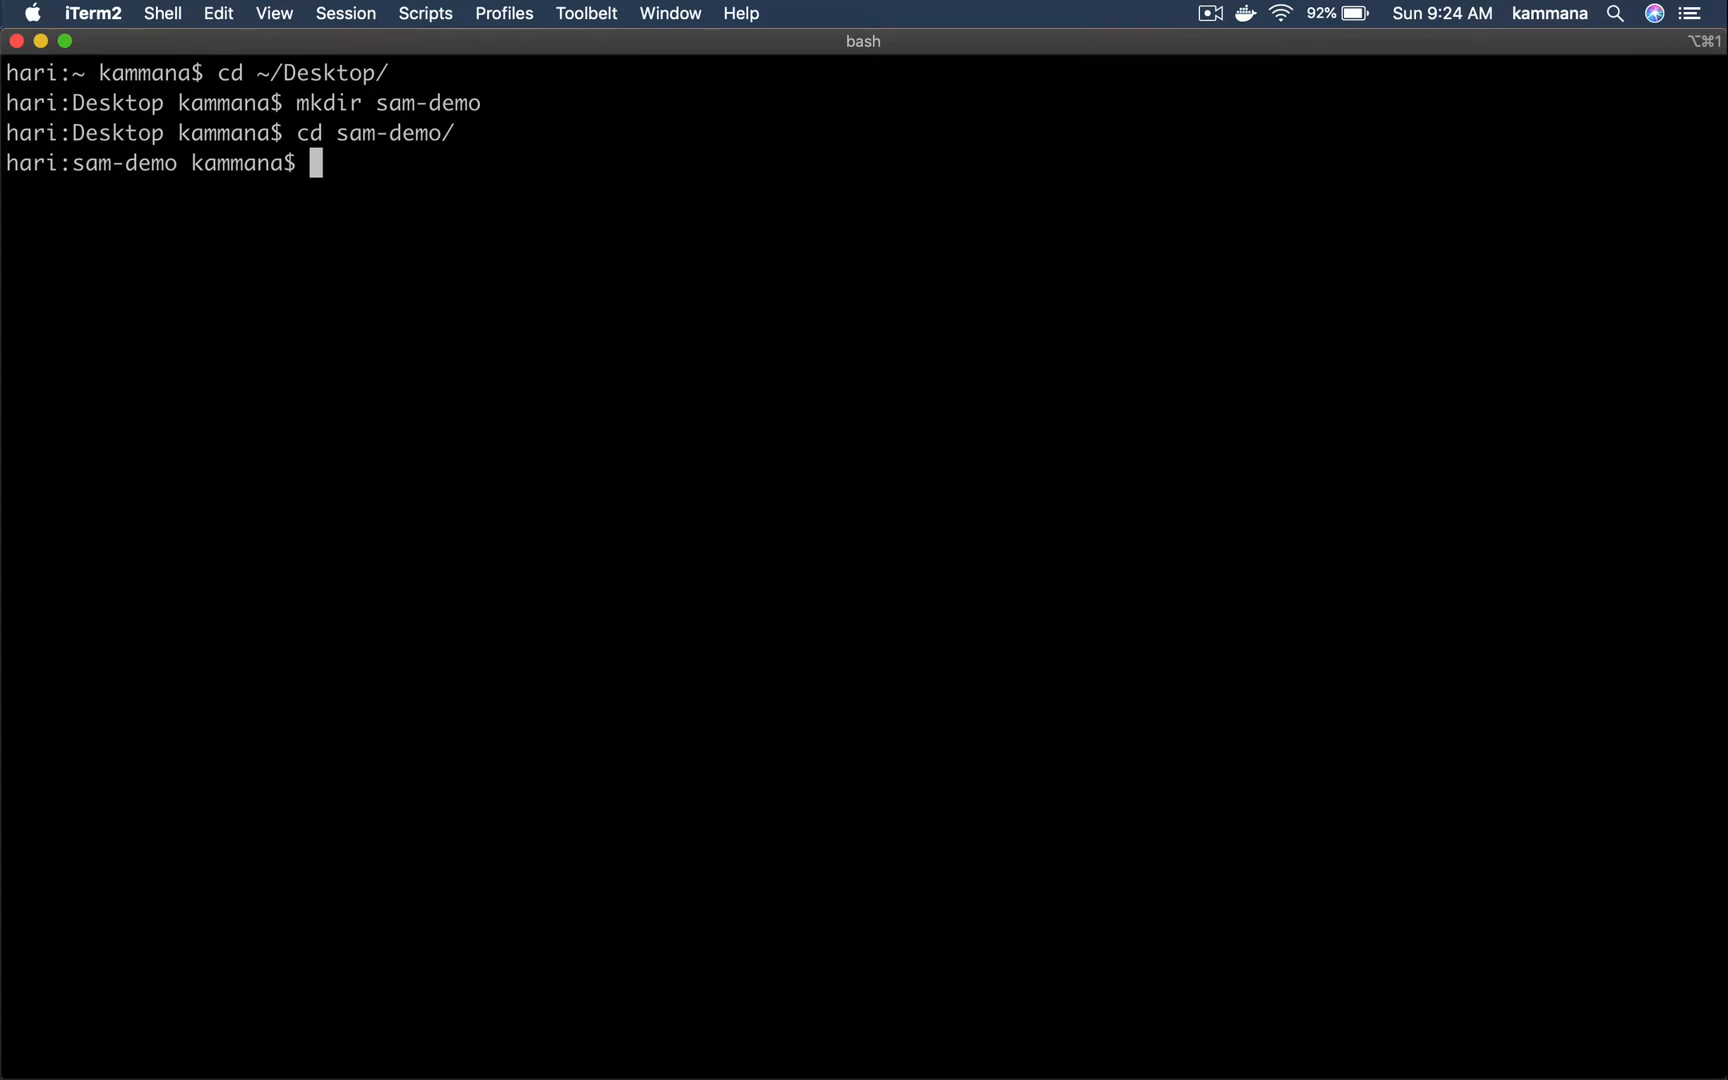 iTerm2 Shell Edit View Session Scripts Profiles Toolbelt Window Help 92% Sun 9:24 AM kammana
bash ⌥⌘1
hari:~ kammana$ cd ~/Desktop/
hari:Desktop kammana$ mkdir sam-demo
hari:Desktop kammana$ cd sam-demo/
hari:sam-demo kammana$